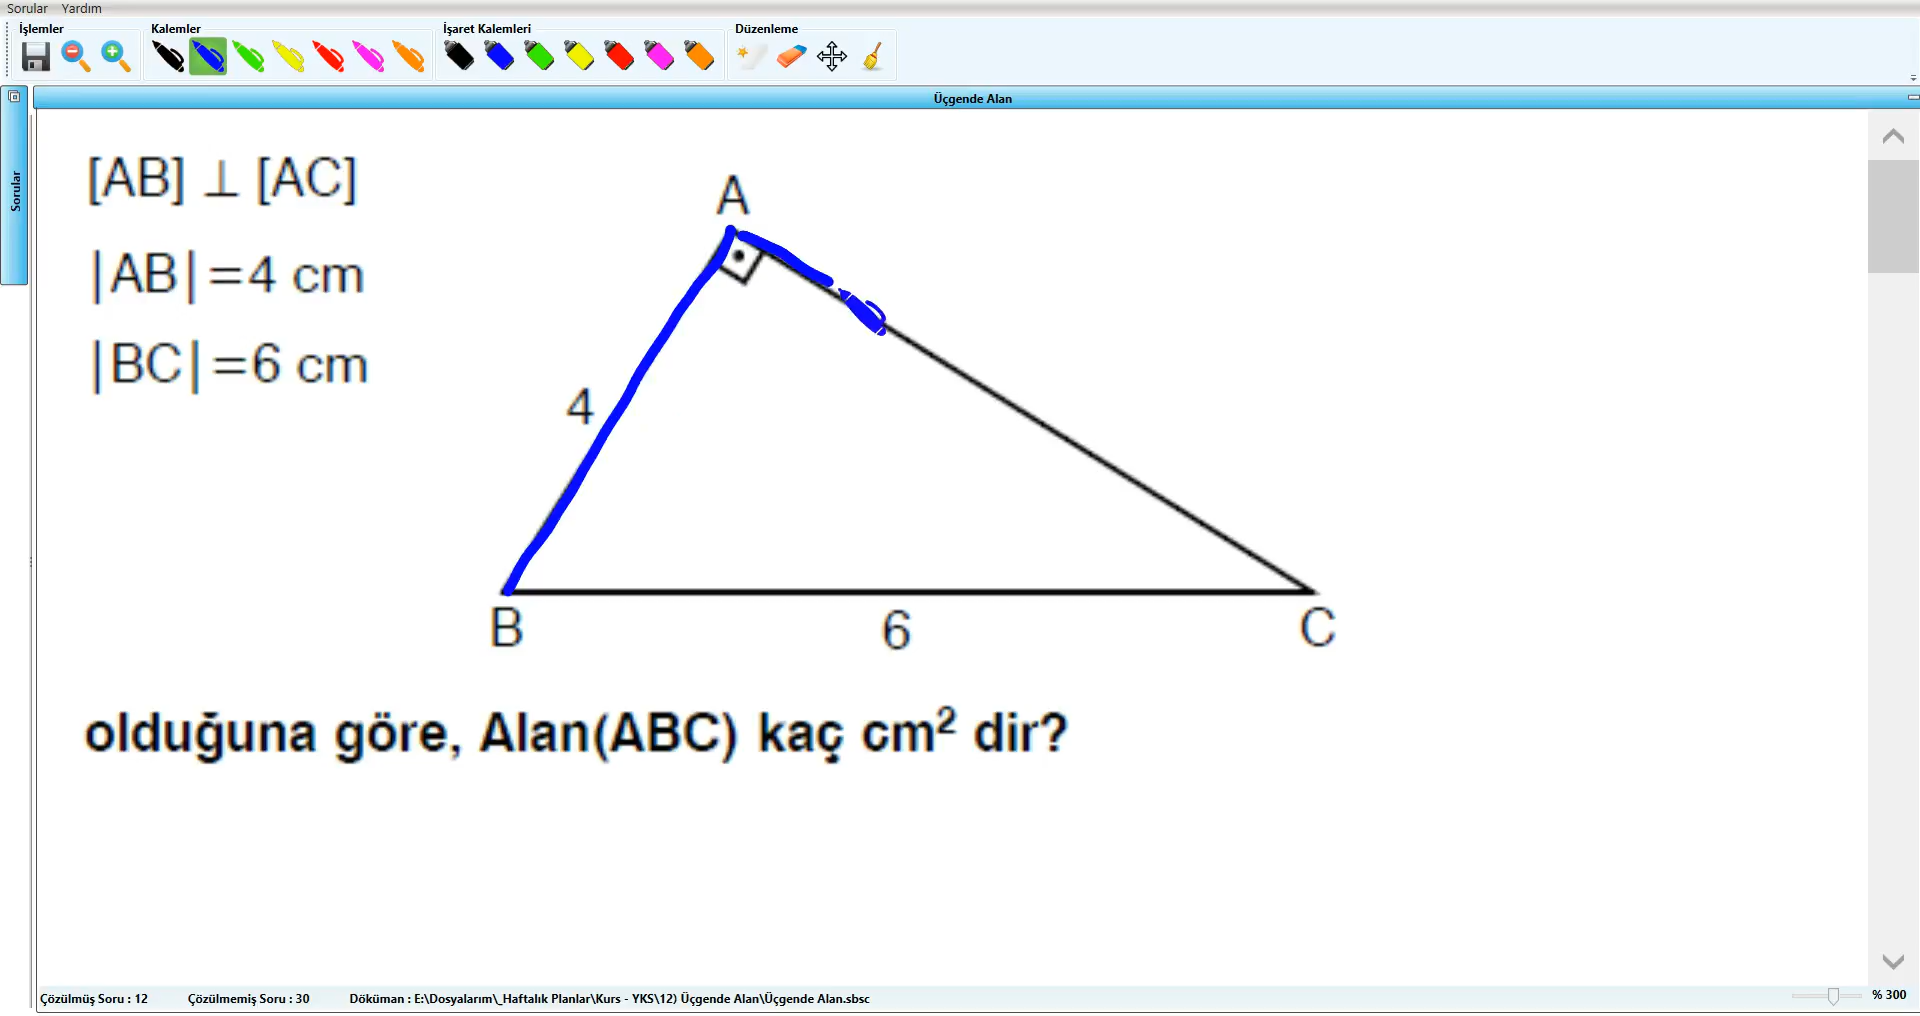 Sorular Yardım
İşlemler Kalemler İşaret Kalemleri Düzenleme
Üçgende Alan
Sorular
[AB] ⊥ [AC]
|AB|=4 cm
|BC|=6 cm
A
4
B 6 C
olduğuna göre, Alan(ABC) kaç cm² dir?
Çözülmüş Soru : 12 Çözülmemiş Soru : 30 Döküman : E:\Dosyalarım\_Haftalık Planlar\Kurs - YKS\12) Üçgende Alan\Üçgende Alan.sbsc % 300